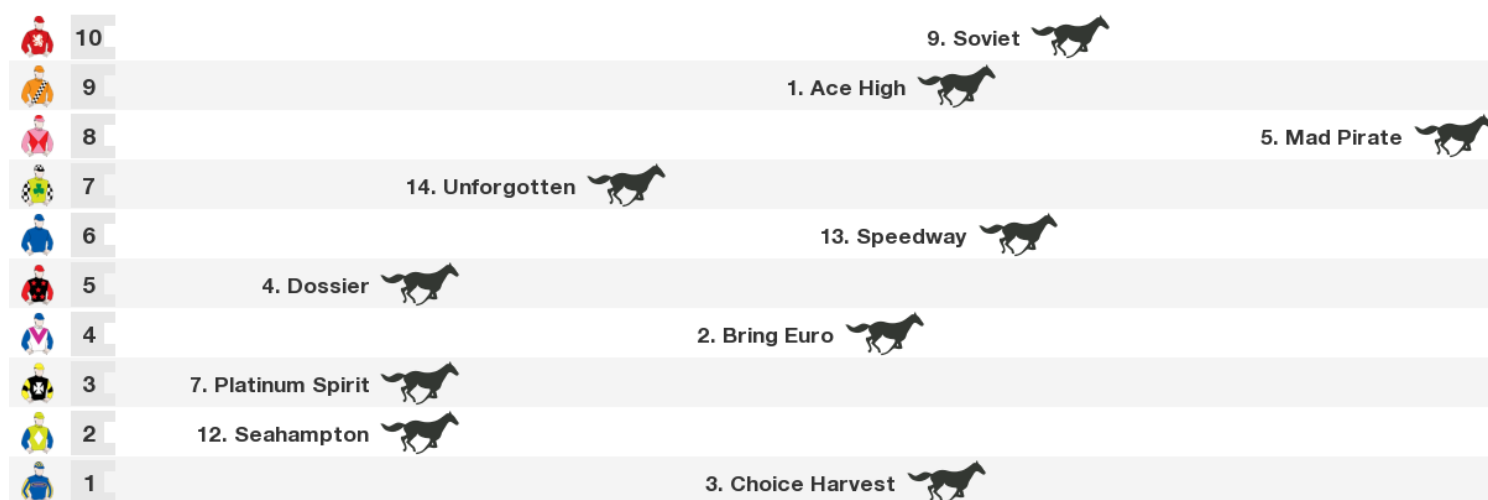 10 9. Soviet
9 1. Ace High
8 5. Mad Pirate
7 14. Unforgotten
6 13. Speedway
5 4. Dossier
4 2. Bring Euro
3 7. Platinum Spirit
2 12. Seahampton
1 3. Choice Harvest